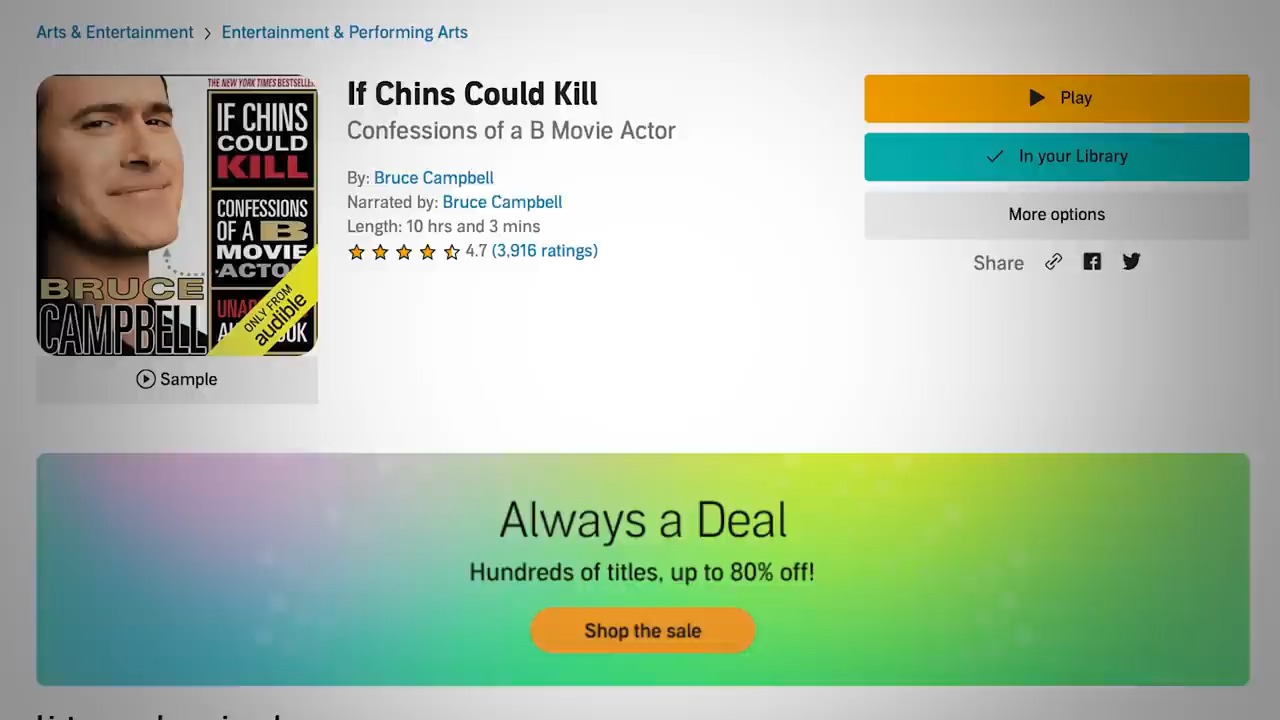 Arts & Entertainment > Entertainment & Performing Arts
THE NEW YORK TIMES BESTSELLER
IF CHINS
COULD
KILL
CONFESSIONS
OF A B
MOVIE
ACTO
BRUCE
CAMPBELL
ONLY FROM
audible
Sample
If Chins Could Kill
Confessions of a B Movie Actor
By: Bruce Campbell
Narrated by: Bruce Campbell
Length: 10 hrs and 3 mins
4.7 (3,916 ratings)
Play
In your Library
More options
Share
Always a Deal
Hundreds of titles, up to 80% off!
Shop the sale